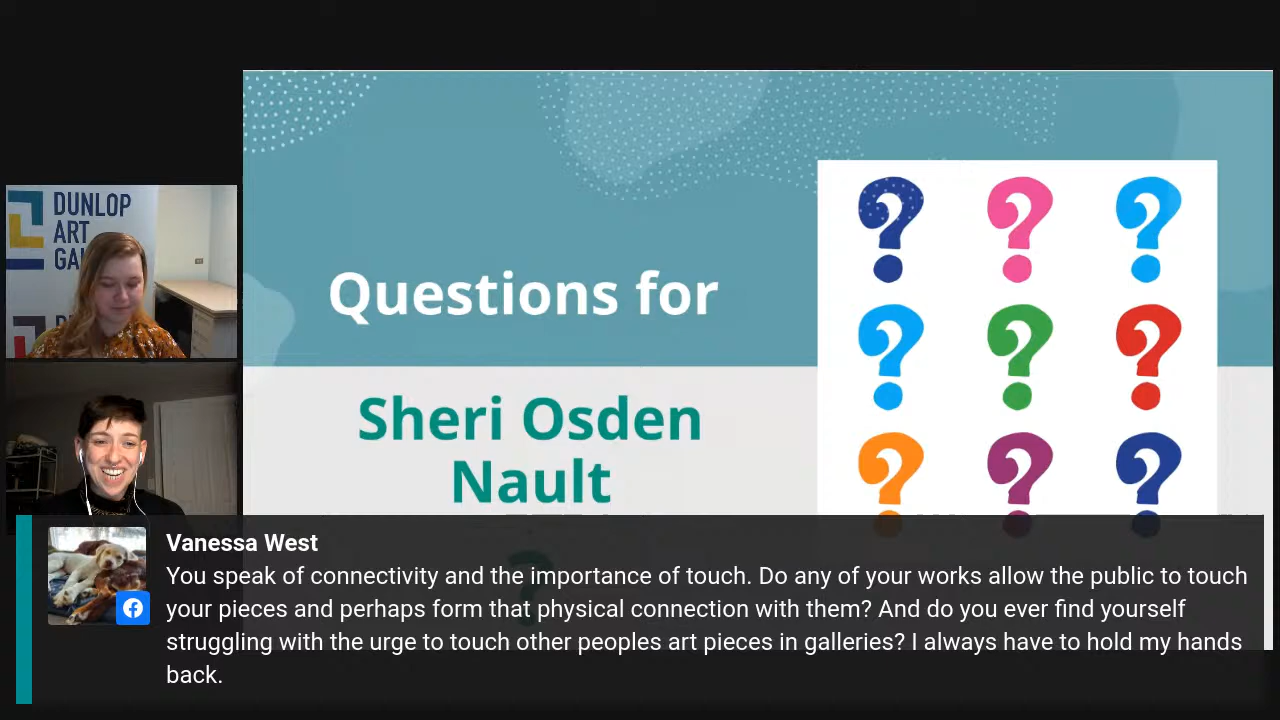 DUNLOP
ART
GAL
Questions for
Sheri Osden
Nault
Vanessa West
You speak of connectivity and the importance of touch. Do any of your works allow the public to touch
your pieces and perhaps form that physical connection with them? And do you ever find yourself
struggling with the urge to touch other peoples art pieces in galleries? I always have to hold my hands
back.